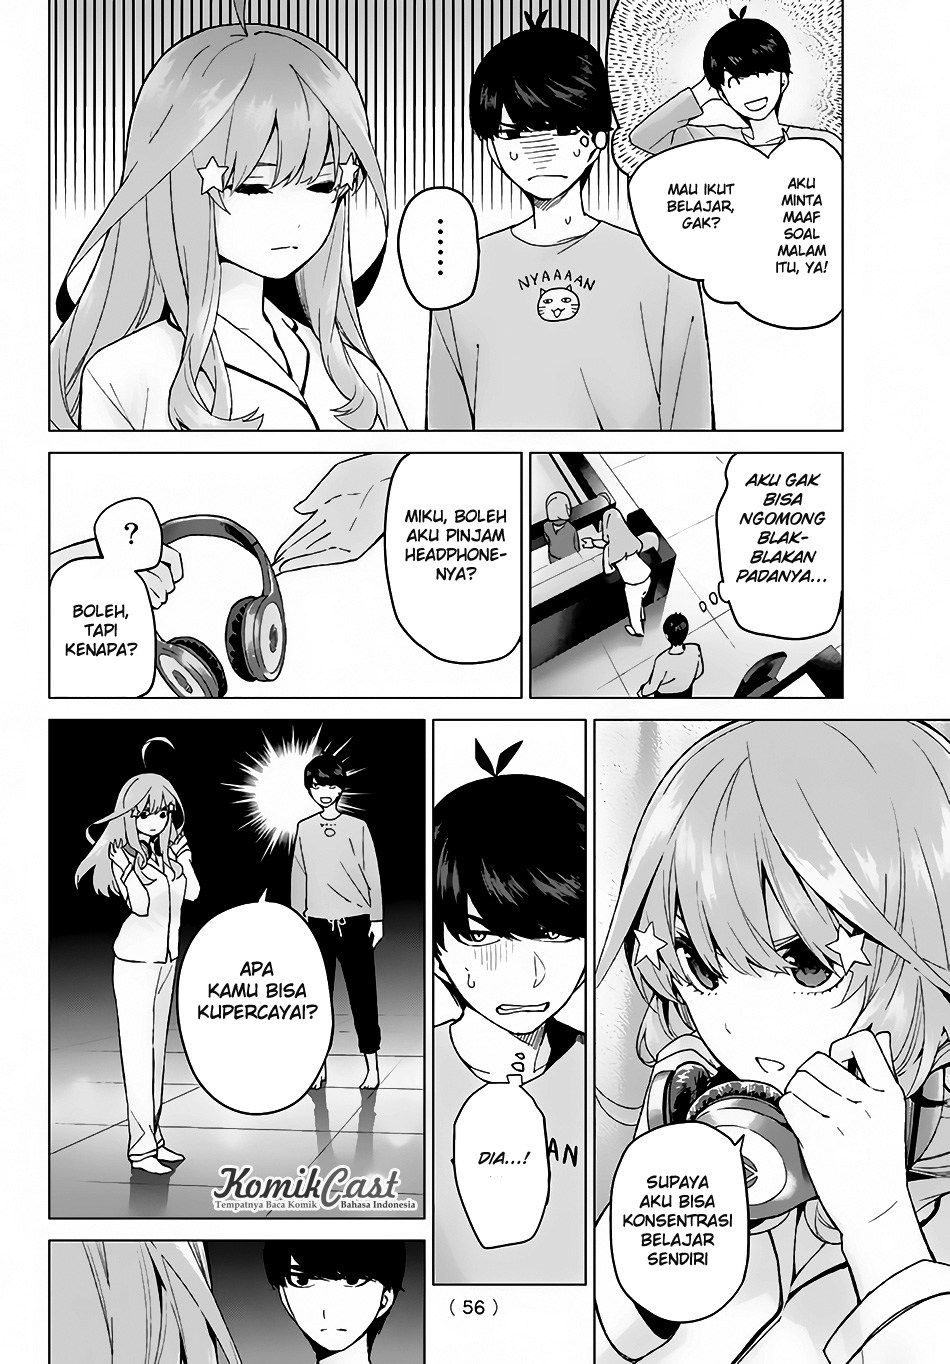 AKU
MINTA
MAAF
SOAL
MALAM
ITU, YA!
MAU IKUT
BELAJAR,
GAK?
NYAAAAN
......
AKU GAK
BISA
NGOMONG
BLAK-
BLAKAN
PADANYA...
MIKU, BOLEH
AKU PINJAM
HEADPHONE-
NYA?
?
BOLEH,
TAPI
KENAPA?
SUPAYA
AKU BISA
KONSENTRASI
BELAJAR
SENDIRI
DIA...!
AN
APA
KAMU BISA
KUPERCAYAI?
KomikCast
Tempatnya Baca Komik Bahasa Indonesia
( 56 )